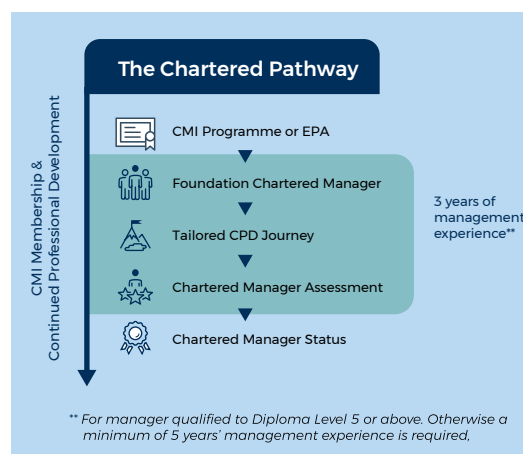 The Chartered Pathway
CMI Membership &
Continued Professional Development
CMI Programme or EPA
Foundation Chartered Manager
Tailored CPD Journey
Chartered Manager Assessment
Chartered Manager Status
3 years of
management
experience**
** For manager qualified to Diploma Level 5 or above. Otherwise a
minimum of 5 years' management experience is required,